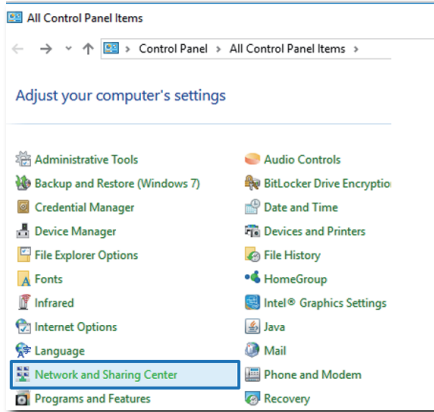 All Control Panel Items
Control Panel > All Control Panel Items >
Adjust your computer's settings
Administrative Tools
Audio Controls
Backup and Restore (Windows 7)
BitLocker Drive Encryptio
Credential Manager
Date and Time
Device Manager
Devices and Printers
File Explorer Options
File History
Fonts
HomeGroup
Infrared
Intel® Graphics Settings
Internet Options
Java
Language
Mail
Network and Sharing Center
Phone and Modem
Programs and Features
Recovery